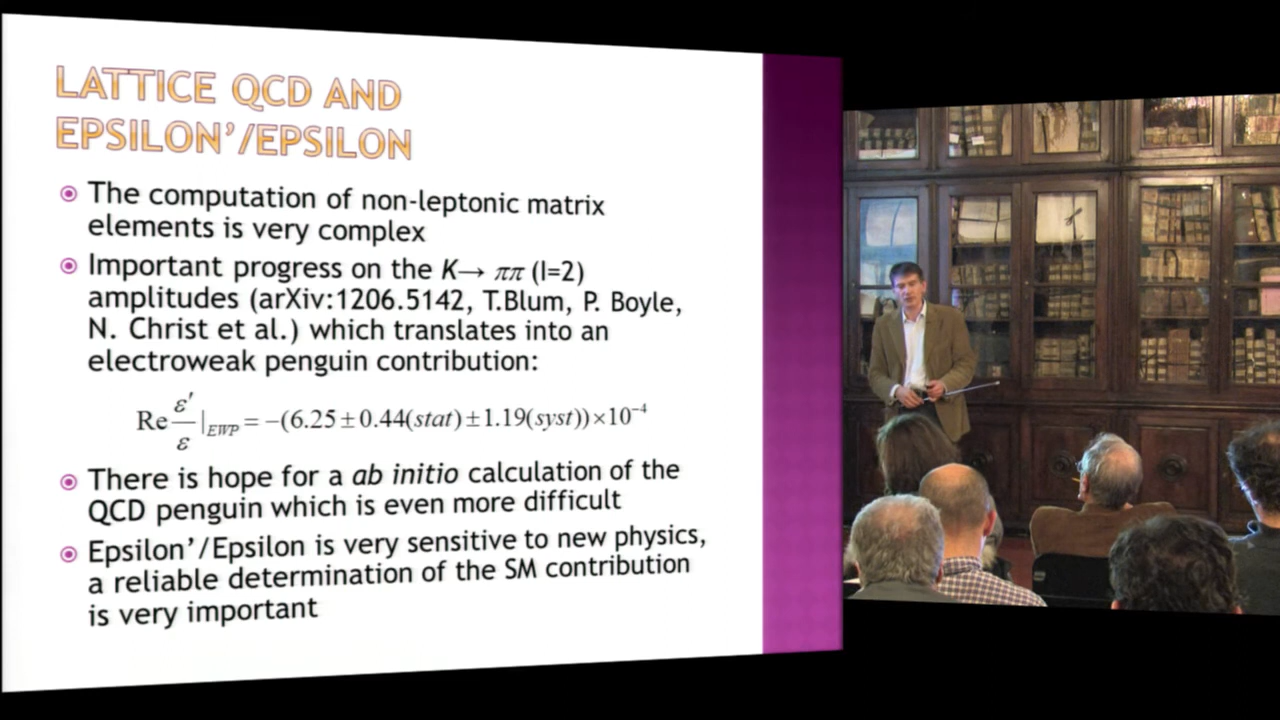 LATTICE QCD AND
EPSILON’/EPSILON
The computation of non-leptonic matrix
elements is very complex
Important progress on the K→ ππ (I=2)
amplitudes (arXiv:1206.5142, T.Blum, P. Boyle,
N. Christ et al.) which translates into an
electroweak penguin contribution:
Re ε′/ε |EWP = −(6.25 ± 0.44(stat) ± 1.19(syst))×10⁻⁴
There is hope for a ab initio calculation of the
QCD penguin which is even more difficult
Epsilon’/Epsilon is very sensitive to new physics,
a reliable determination of the SM contribution
is very important